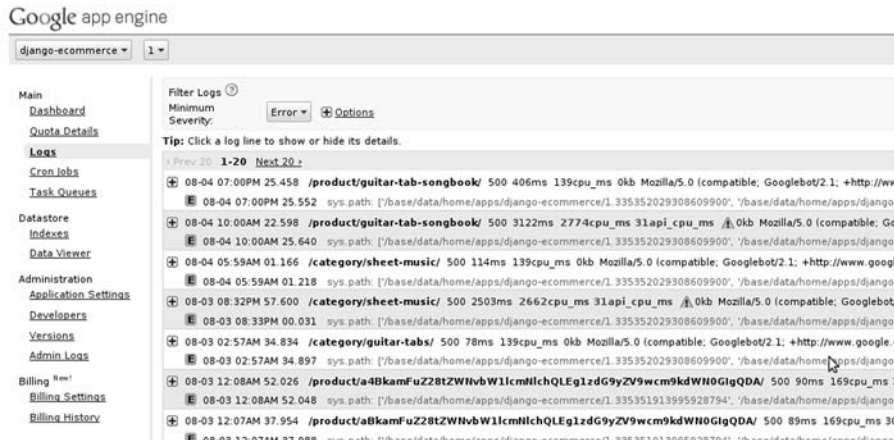 Google app engine
django-ecommerce 1
Main
Dashboard
Quota Details
Logs
Cron Jobs
Task Queues
Datastore
Indexes
Data Viewer
Administration
Application Settings
Developers
Versions
Admin Logs
Billing New!
Billing Settings
Billing History
Filter Logs ?
Minimum
Severity:
Error Options
Tip: Click a log line to show or hide its details.
‹ Prev 20 1-20 Next 20 ›
08-04 07:00PM 25.458 /product/guitar-tab-songbook/ 500 406ms 139cpu_ms 0kb Mozilla/5.0 (compatible; Googlebot/2.1; +http://ww
E 08-04 07:00PM 25.552 sys.path: ['/base/data/home/apps/django-ecommerce/1.335352029308609900', '/base/data/home/apps/django
08-04 10:00AM 22.598 /product/guitar-tab-songbook/ 500 3122ms 2774cpu_ms 31api_cpu_ms 0kb Mozilla/5.0 (compatible; Go
E 08-04 10:00AM 25.640 sys.path: ['/base/data/home/apps/django-ecommerce/1.335352029308609900', '/base/data/home/apps/django
08-04 05:59AM 01.166 /category/sheet-music/ 500 114ms 139cpu_ms 0kb Mozilla/5.0 (compatible; Googlebot/2.1; +http://www.goog
E 08-04 05:59AM 01.218 sys.path: ['/base/data/home/apps/django-ecommerce/1.335352029308609900', '/base/data/home/apps/django
08-03 08:32PM 57.600 /category/sheet-music/ 500 2503ms 2662cpu_ms 31api_cpu_ms 0kb Mozilla/5.0 (compatible; Googlebot
E 08-03 08:33PM 00.031 sys.path: ['/base/data/home/apps/django-ecommerce/1.335352029308609900', '/base/data/home/apps/django
08-03 02:57AM 34.834 /category/guitar-tabs/ 500 78ms 139cpu_ms 0kb Mozilla/5.0 (compatible; Googlebot/2.1; +http://www.google.
E 08-03 02:57AM 34.897 sys.path: ['/base/data/home/apps/django-ecommerce/1.335352029308609900', '/base/data/home/apps/django
08-03 12:08AM 52.026 /product/a4BkamFuZ28tZWNvbW1lcmNlchQLEg1zdG9yZV9wcm9kdWN0GIgQDA/ 500 90ms 169cpu_ms
E 08-03 12:08AM 52.048 sys.path: ['/base/data/home/apps/django-ecommerce/1.335351913995928794', '/base/data/home/apps/django
08-03 12:07AM 37.954 /product/aBkamFuZ28tZWNvbW1lcmNlchQLEg1zdG9yZV9wcm9kdWN0GIgQDA/ 500 89ms 169cpu_ms